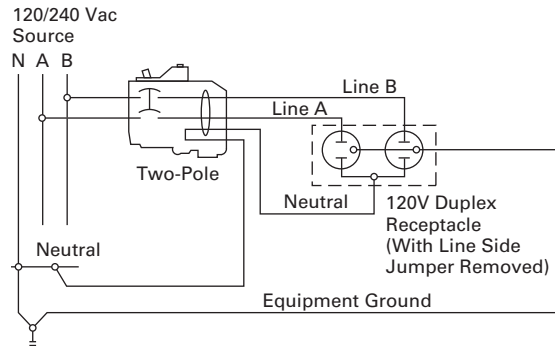 120/240 Vac
Source
N A B
Line B
Line A
Two-Pole
Neutral
120V Duplex
Receptacle
(With Line Side
Jumper Removed)
Neutral
Equipment Ground